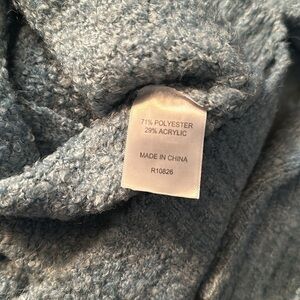 71% POLYESTER
29% ACRYLIC
MADE IN CHINA
R10826